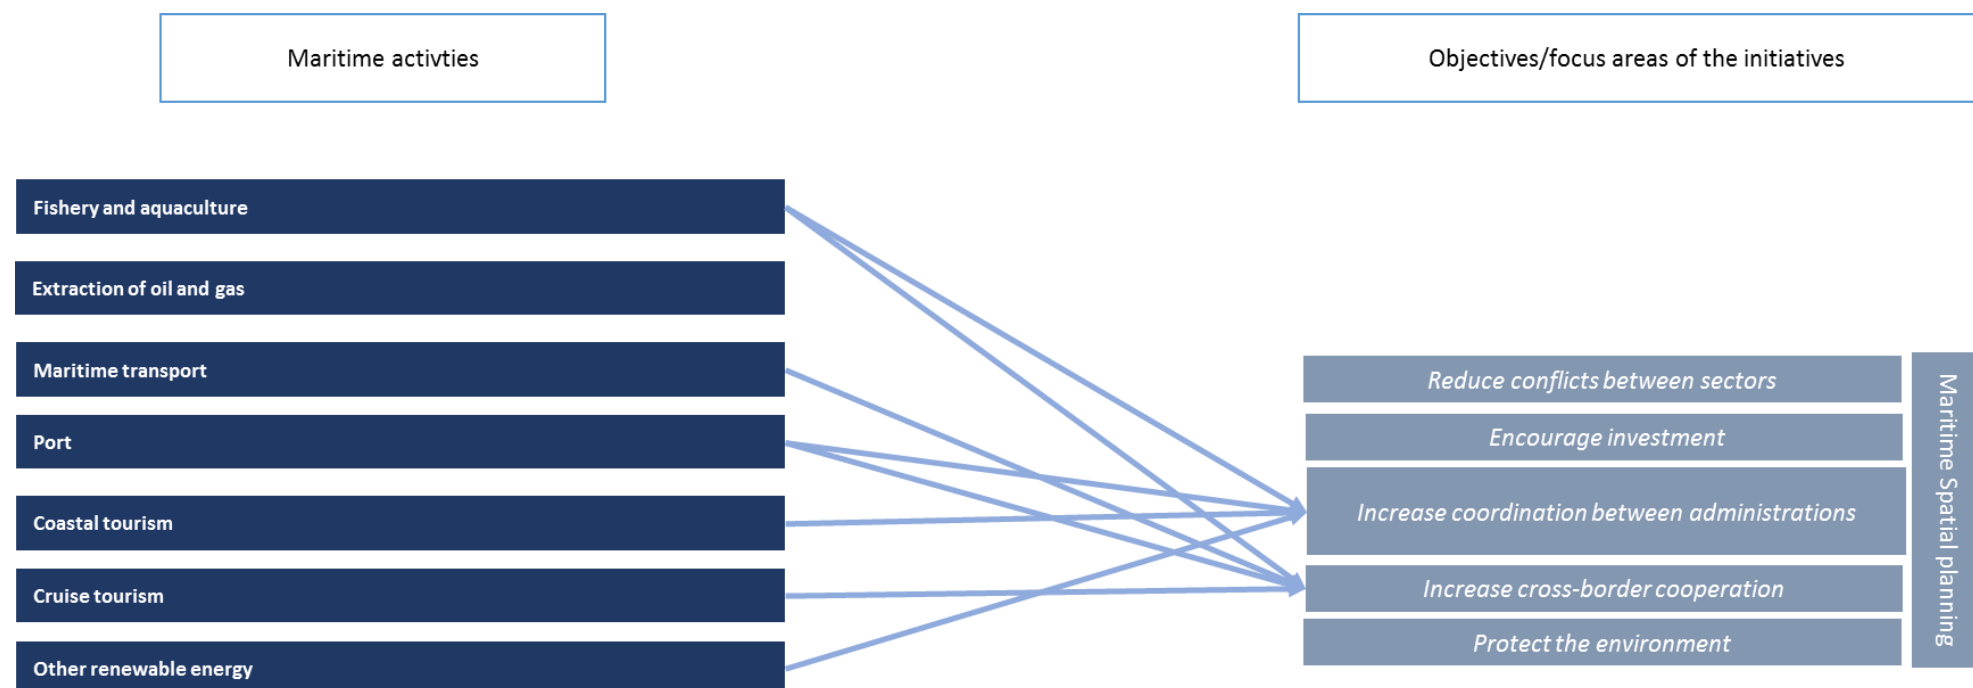 Maritime activties
Objectives/focus areas of the initiatives
Fishery and aquaculture
Extraction of oil and gas
Maritime transport
Port
Coastal tourism
Cruise tourism
Other renewable energy
Reduce conflicts between sectors
Encourage investment
Increase coordination between administrations
Increase cross-border cooperation
Protect the environment
Maritime Spatial planning